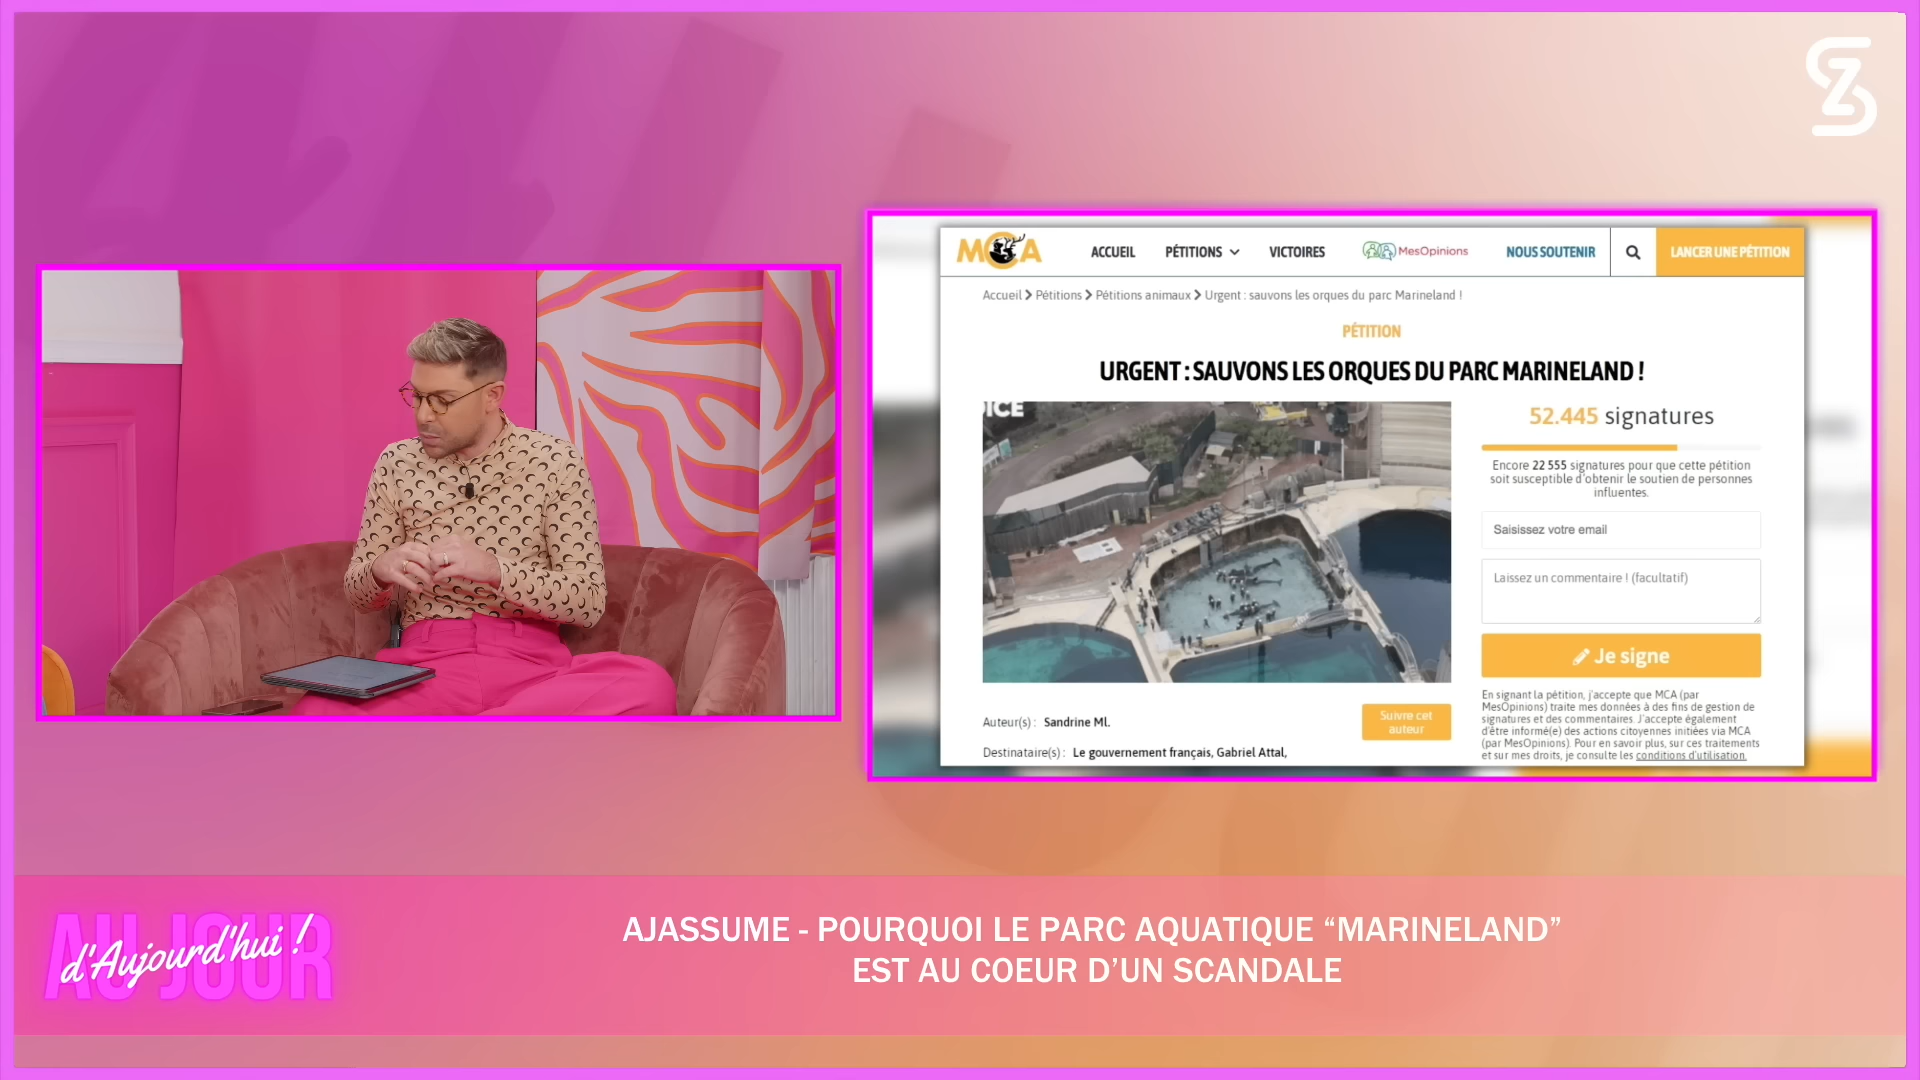 SZ
MCA
ACCUEIL
PÉTITIONS
VICTOIRES
MesOpinions
NOUS SOUTENIR
LANCER UNE PÉTITION
Accueil > Pétitions > Pétitions animaux > Urgent : sauvons les orques du parc Marineland !
PÉTITION
URGENT : SAUVONS LES ORQUES DU PARC MARINELAND !
52.445 signatures
Encore 22 555 signatures pour que cette pétition
soit susceptible d'obtenir le soutien de personnes
influentes.
Saisissez votre email
Laissez un commentaire ! (facultatif)
Je signe
En signant la pétition, j'accepte que MCA (par
MesOpinions) traite mes données à des fins de gestion de
signatures et des commentaires. J'accepte également
d'être informé(e) des actions citoyennes initiées via MCA
(par MesOpinions). Pour en savoir plus, sur ces traitements
et sur mes droits, je consulte les conditions d'utilisation.
Auteur(s) : Sandrine Ml.
Suivre cet
auteur
Destinataire(s) : Le gouvernement français, Gabriel Attal,
AU JOUR
d'Aujourd'hui !
AJASSUME - POURQUOI LE PARC AQUATIQUE “MARINELAND”
EST AU COEUR D’UN SCANDALE